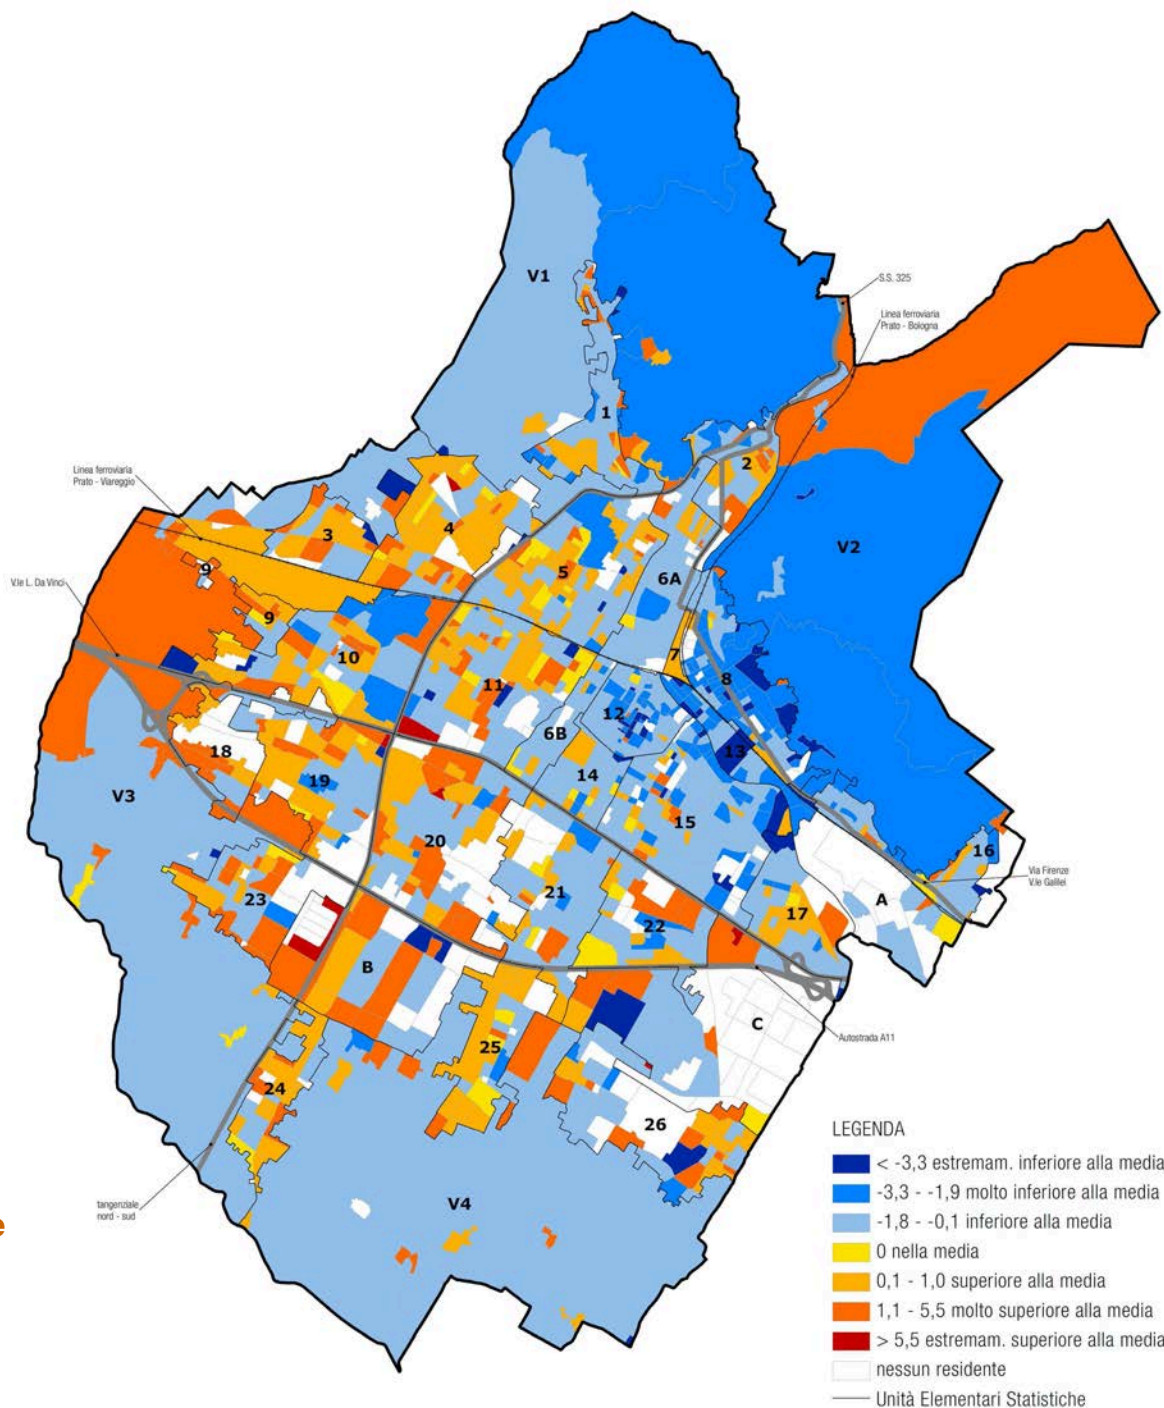 V1
S.S. 325
Linea ferroviaria
Prato - Bologna
1
2
Linea ferroviaria
Prato - Viareggio
3
4
5
6A
V2
V.le L. Da Vinci
9
9
10
7
8
11
12
6B
13
14
18
19
V3
15
20
16
21
23
Via Firenze
V.le Galilei
A
17
22
B
C
Autostrada A11
25
24
26
tangenziale
nord - sud
V4
e
LEGENDA
< -3,3 estremam. inferiore alla media
-3,3 - -1,9 molto inferiore alla media
-1,8 - -0,1 inferiore alla media
0 nella media
0,1 - 1,0 superiore alla media
1,1 - 5,5 molto superiore alla media
> 5,5 estremam. superiore alla media
nessun residente
Unità Elementari Statistiche